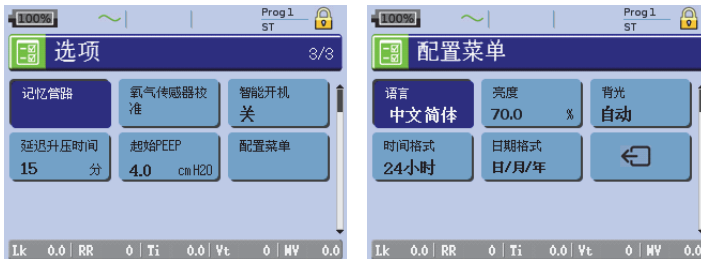 100%
Prog1
ST
选项
3/3
记忆管路
氧气传感器校
准
智能开机
关
延迟升压时间
15 分
起始PEEP
4.0 cmH2O
配置菜单
Lk 0.0 RR 0 Ti 0.0 Vt 0 MV 0.0
100%
Prog1
ST
配置菜单
语言
中文简体
亮度
70.0 %
背光
自动
时间格式
24小时
日期格式
日/月/年
Lk 0.0 RR 0 Ti 0.0 Vt 0 MV 0.0